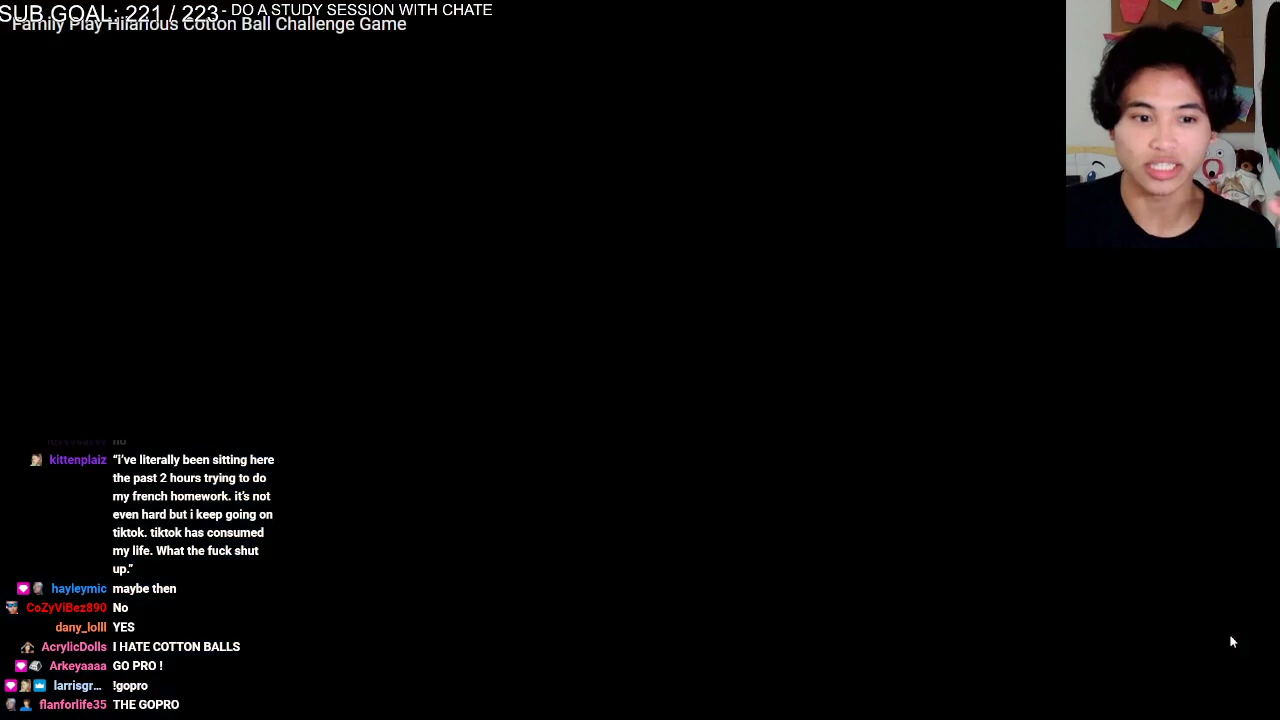 SUB GOAL: 221 / 223 - DO A STUDY SESSION WITH CHATE
Family Play Hilarious Cotton Ball Challenge Game
no
kittenplaiz “i’ve literally been sitting here
the past 2 hours trying to do
my french homework. it’s not
even hard but i keep going on
tiktok. tiktok has consumed
my life. What the fuck shut
up.”
hayleymic maybe then
CoZyViBez890 No
dany_lolll YES
AcrylicDolls I HATE COTTON BALLS
Arkeyaaaa GO PRO !
larrisgr… !gopro
flanforlife35 THE GOPRO